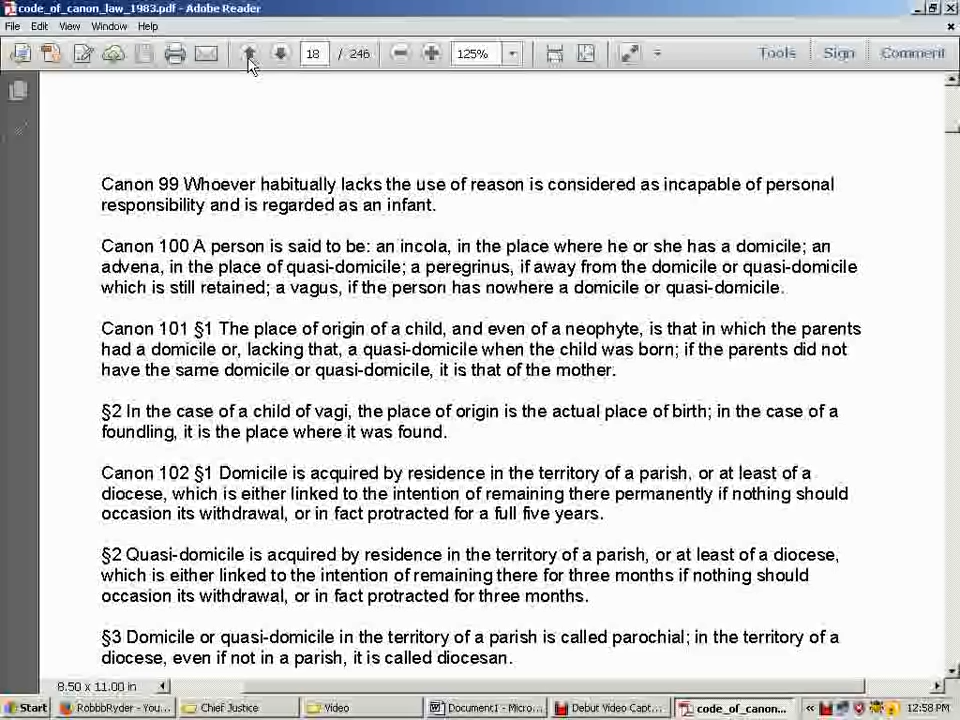 code_of_canon_law_1983.pdf - Adobe Reader
File Edit View Window Help
18 / 246 125% Tools Sign Comment
Canon 99 Whoever habitually lacks the use of reason is considered as incapable of personal
responsibility and is regarded as an infant.
Canon 100 A person is said to be: an incola, in the place where he or she has a domicile; an
advena, in the place of quasi-domicile; a peregrinus, if away from the domicile or quasi-domicile
which is still retained; a vagus, if the person has nowhere a domicile or quasi-domicile.
Canon 101 §1 The place of origin of a child, and even of a neophyte, is that in which the parents
had a domicile or, lacking that, a quasi-domicile when the child was born; if the parents did not
have the same domicile or quasi-domicile, it is that of the mother.
§2 In the case of a child of vagi, the place of origin is the actual place of birth; in the case of a
foundling, it is the place where it was found.
Canon 102 §1 Domicile is acquired by residence in the territory of a parish, or at least of a
diocese, which is either linked to the intention of remaining there permanently if nothing should
occasion its withdrawal, or in fact protracted for a full five years.
§2 Quasi-domicile is acquired by residence in the territory of a parish, or at least of a diocese,
which is either linked to the intention of remaining there for three months if nothing should
occasion its withdrawal, or in fact protracted for three months.
§3 Domicile or quasi-domicile in the territory of a parish is called parochial; in the territory of a
diocese, even if not in a parish, it is called diocesan.
8.50 x 11.00 in
Start RobbbRyder - You... Chief Justice Video Document1 - Micro... Debut Video Capt... code_of_canon... 12:58 PM